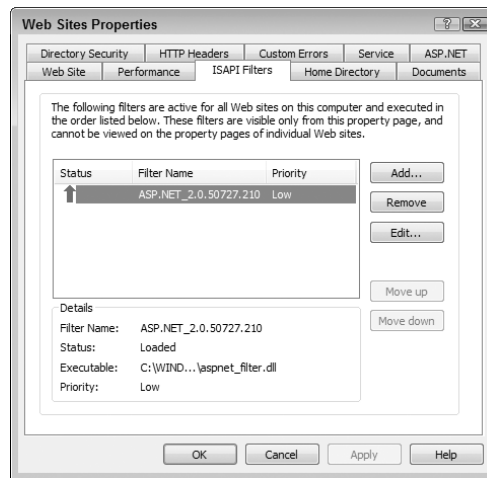 Web Sites Properties
Directory Security HTTP Headers Custom Errors Service ASP.NET
Web Site Performance ISAPI Filters Home Directory Documents
The following filters are active for all Web sites on this computer and executed in
the order listed below. These filters are visible only from this property page, and
cannot be viewed on the property pages of individual Web sites.
Status Filter Name Priority
ASP.NET_2.0.50727.210 Low
Add...
Remove
Edit...
Move up
Move down
Details
Filter Name: ASP.NET_2.0.50727.210
Status: Loaded
Executable: C:\WIND...\aspnet_filter.dll
Priority: Low
OK Cancel Apply Help